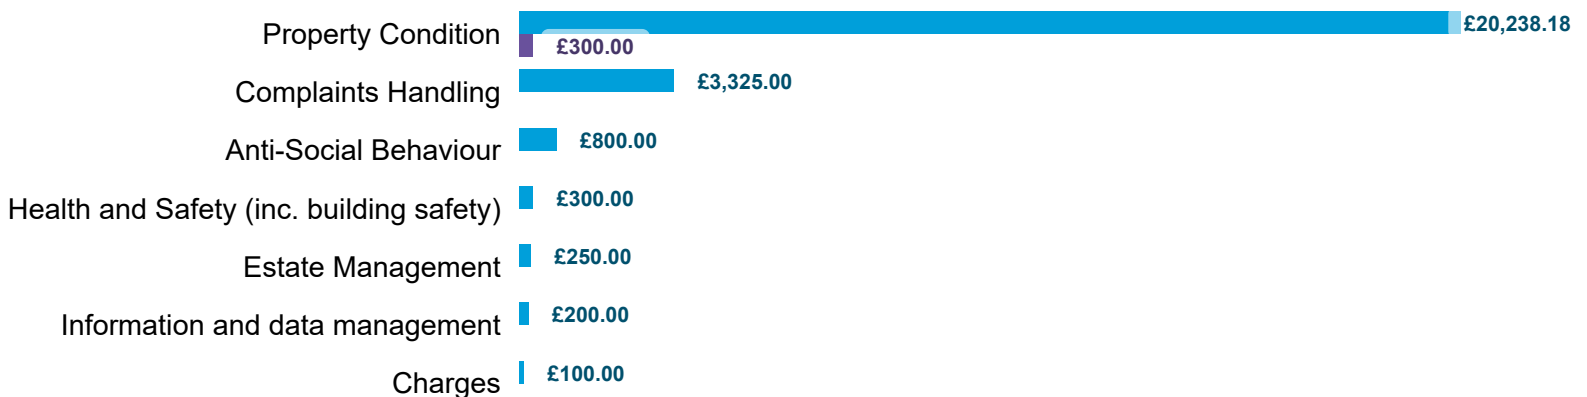 Property Condition £20,238.18
£300.00
Complaints Handling £3,325.00
Anti-Social Behaviour £800.00
Health and Safety (inc. building safety) £300.00
Estate Management £250.00
Information and data management £200.00
Charges £100.00